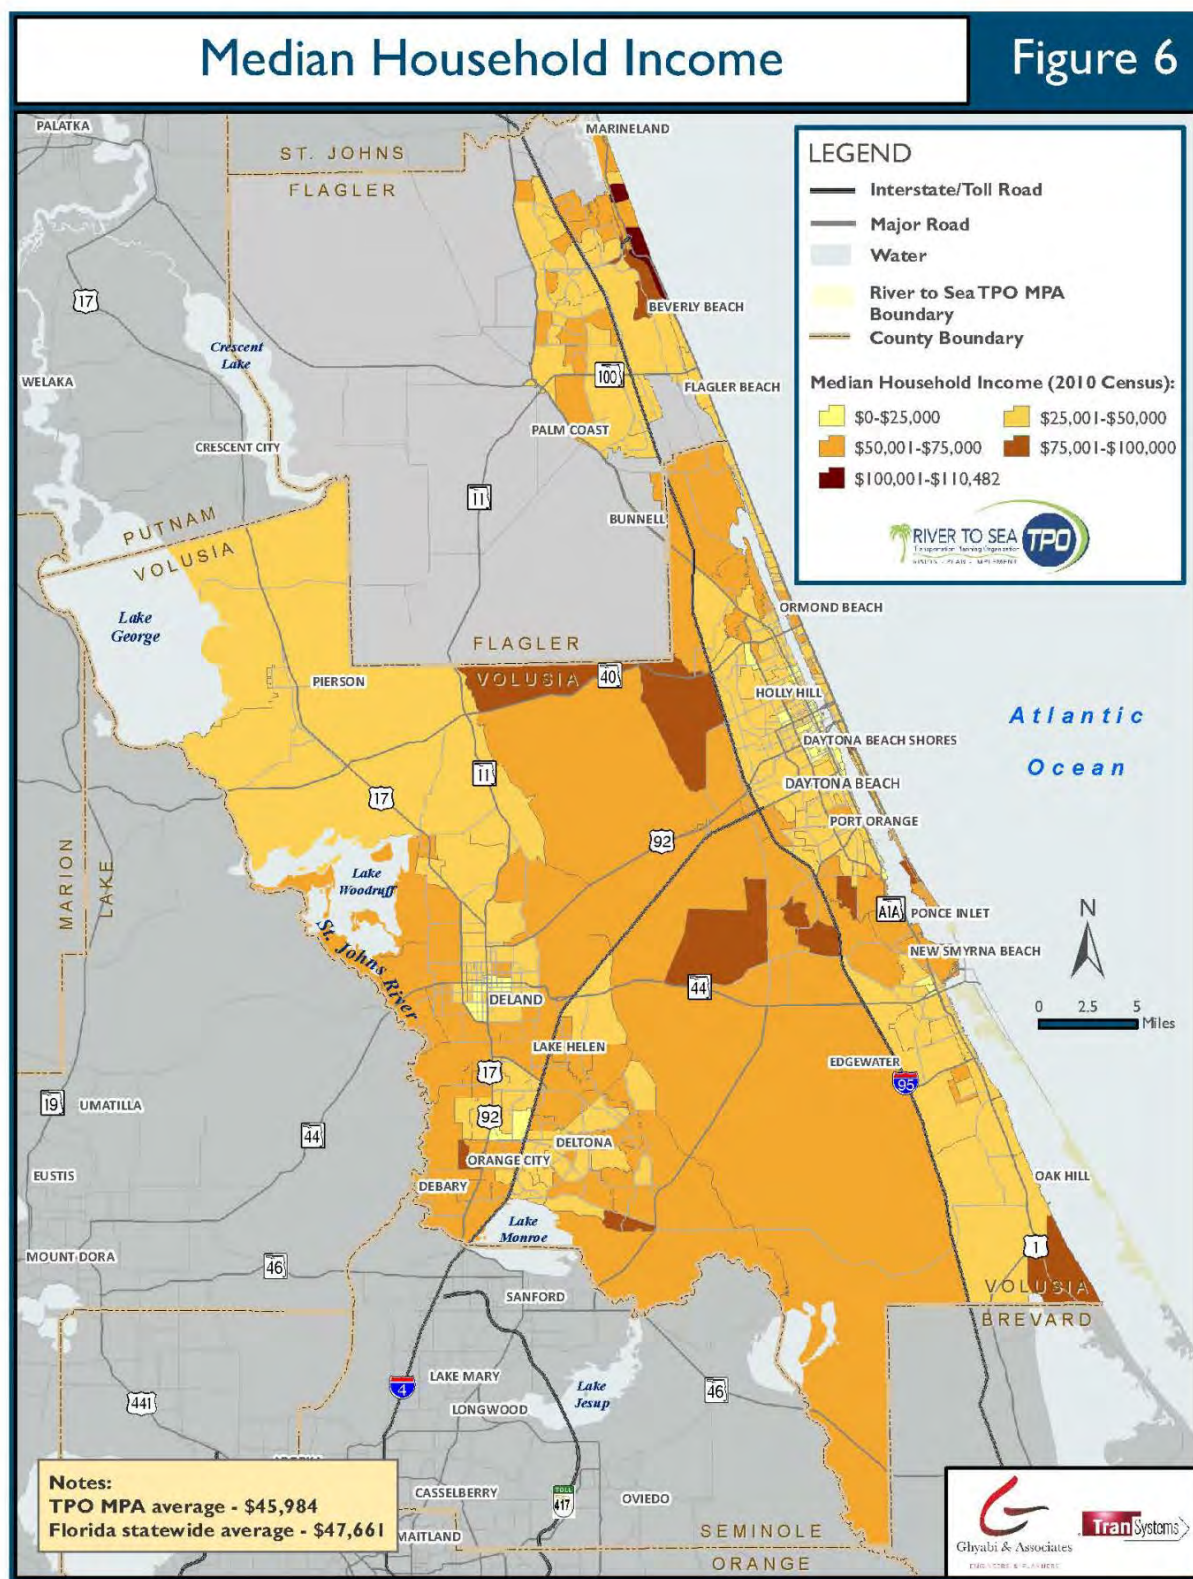 Median Household Income
Figure 6
PALATKA
MARINELAND
ST. JOHNS
FLAGLER
LEGEND
Interstate/Toll Road
Major Road
Water
River to Sea TPO MPA
Boundary
County Boundary
Median Household Income (2010 Census):
$0-$25,000
$25,001-$50,000
$50,001-$75,000
$75,001-$100,000
$100,001-$110,482
RIVER TO SEA
TPO
Transportation Planning Organization
17
BEVERLY BEACH
Crescent
Lake
WELAKA
100
FLAGLER BEACH
PALM COAST
CRESCENT CITY
11
BUNNELL
PUTNAM
VOLUSIA
Lake
George
ORMOND BEACH
FLAGLER
VOLUSIA
40
PIERSON
HOLLY HILL
Atlantic
Ocean
DAYTONA BEACH SHORES
11
DAYTONA BEACH
17
PORT ORANGE
92
MARION
LAKE
Lake
Woodruff
A1A
PONCE INLET
N
St. Johns River
NEW SMYRNA BEACH
44
DELAND
0 2.5 5
Miles
LAKE HELEN
EDGEWATER
17
95
19
UMATILLA
92
44
DELTONA
ORANGE CITY
EUSTIS
OAK HILL
DEBARY
Lake
Monroe
MOUNT DORA
46
1
VOLUSIA
BREVARD
SANFORD
LAKE MARY
4
Lake
Jesup
46
441
LONGWOOD
Notes:
TPO MPA average - $45,984
Florida statewide average - $47,661
CASSELBERRY
TOLL
417
OVIEDO
MAITLAND
SEMINOLE
ORANGE
Ghyabi & Associates
ENGINEERS & PLANNERS
TranSystems